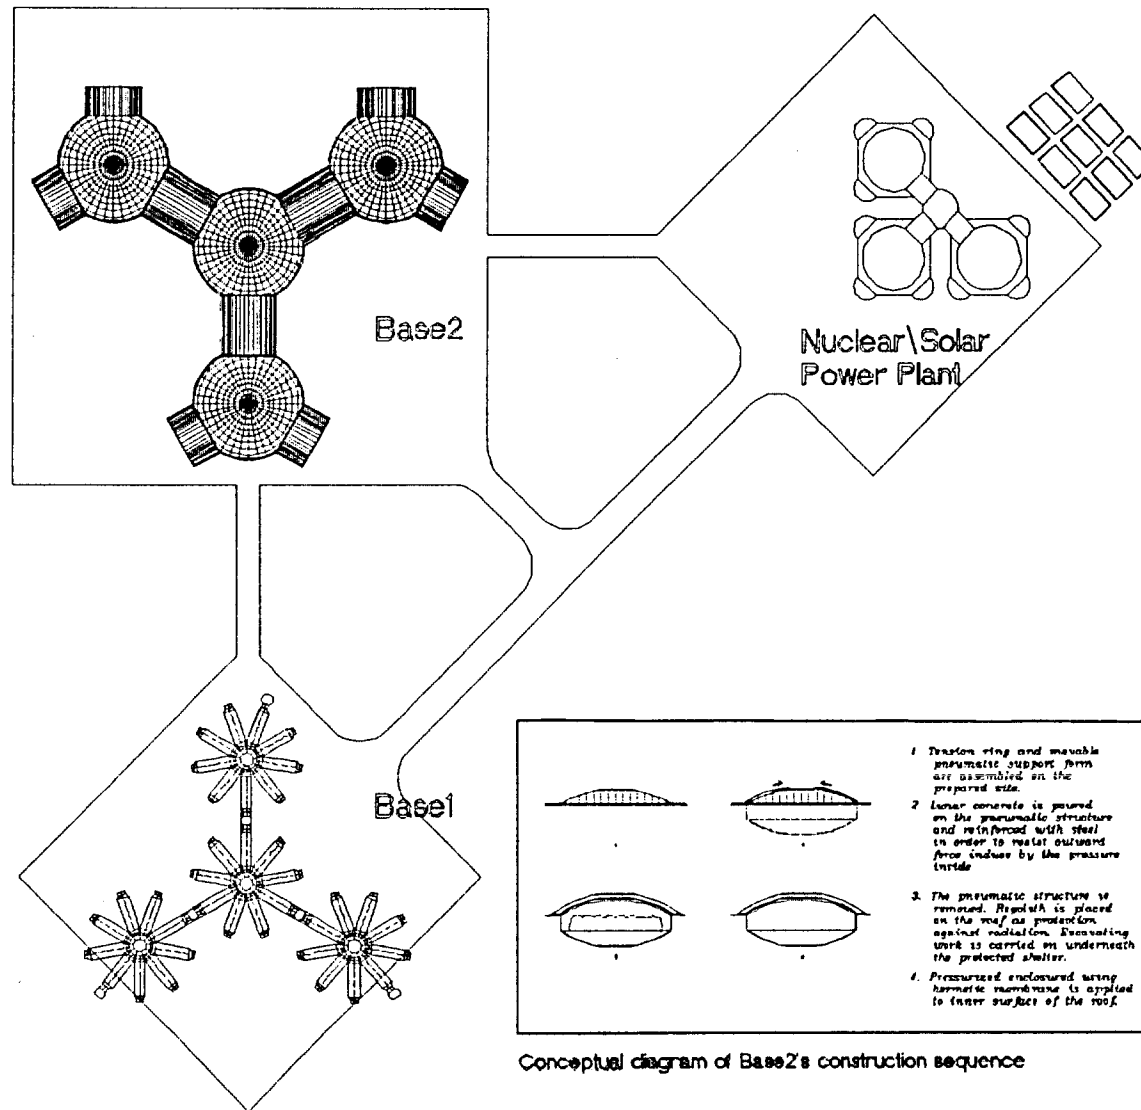 Base2
Nuclear\Solar
Power Plant
Base1
1 Tension ring and movable
pneumatic support form
are assembled on the
prepared site.
2 Lunar concrete is poured
on the pneumatic structure
and reinforced with steel
in order to resist outward
force induce by the pressure
inside
3. The pneumatic structure is
removed. Regolith is placed
on the roof as protection
against radiation. Excavating
work is carried on underneath
the protected shelter.
4. Pressurized enclosured using
hermetic membrane is applied
to inner surface of the roof.
Conceptual diagram of Base2's construction sequence